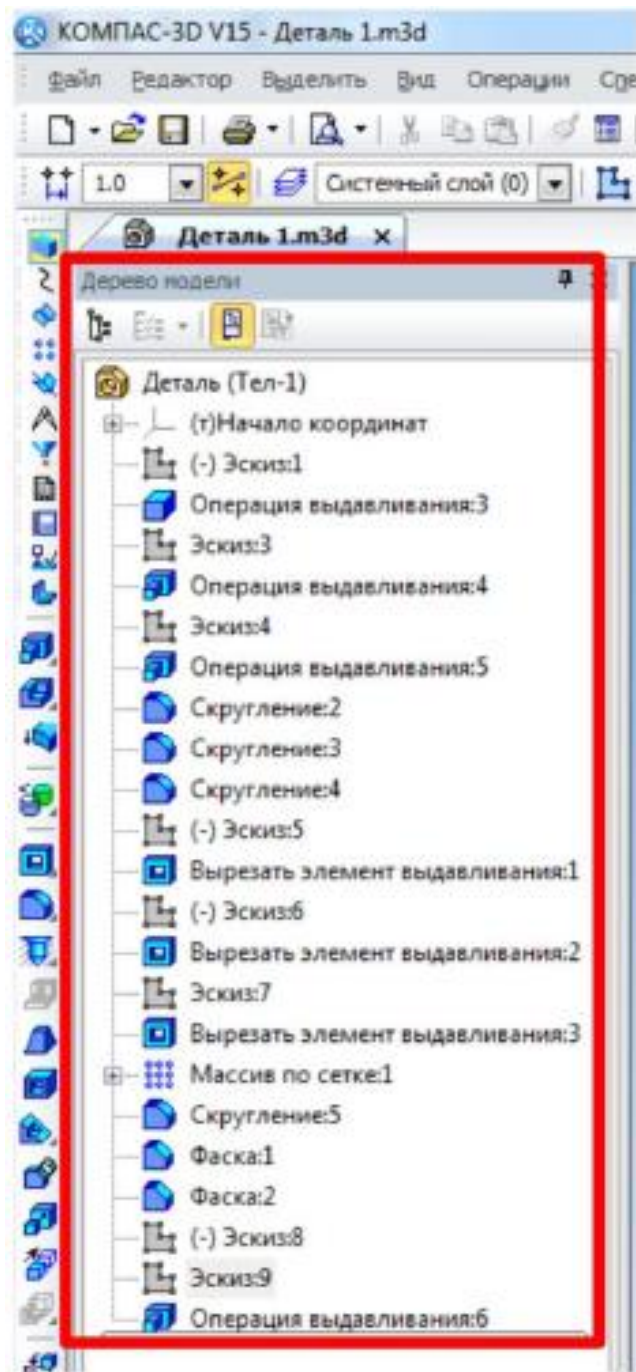 КОМПАС-3D V15 - Деталь 1.m3d
Файл Редактор Выделить Вид Операции
1.0 Системный слой (0)
Деталь 1.m3d
Дерево модели
Деталь (Тел-1)
(т)Начало координат
(-) Эскиз:1
Операция выдавливания:3
Эскиз:3
Операция выдавливания:4
Эскиз:4
Операция выдавливания:5
Скругление:2
Скругление:3
Скругление:4
(-) Эскиз:5
Вырезать элемент выдавливания:1
(-) Эскиз:6
Вырезать элемент выдавливания:2
Эскиз:7
Вырезать элемент выдавливания:3
Массив по сетке:1
Скругление:5
Фаска:1
Фаска:2
(-) Эскиз:8
Эскиз:9
Операция выдавливания:6